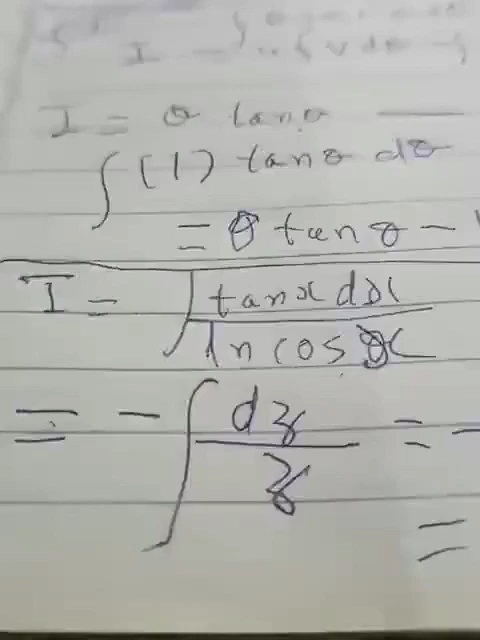 I = θ tanθ —
∫ (1) tanθ dθ
= θ tanθ -
I = ∫ tanx dx / ln cos x
= - ∫ dz / z = -
=